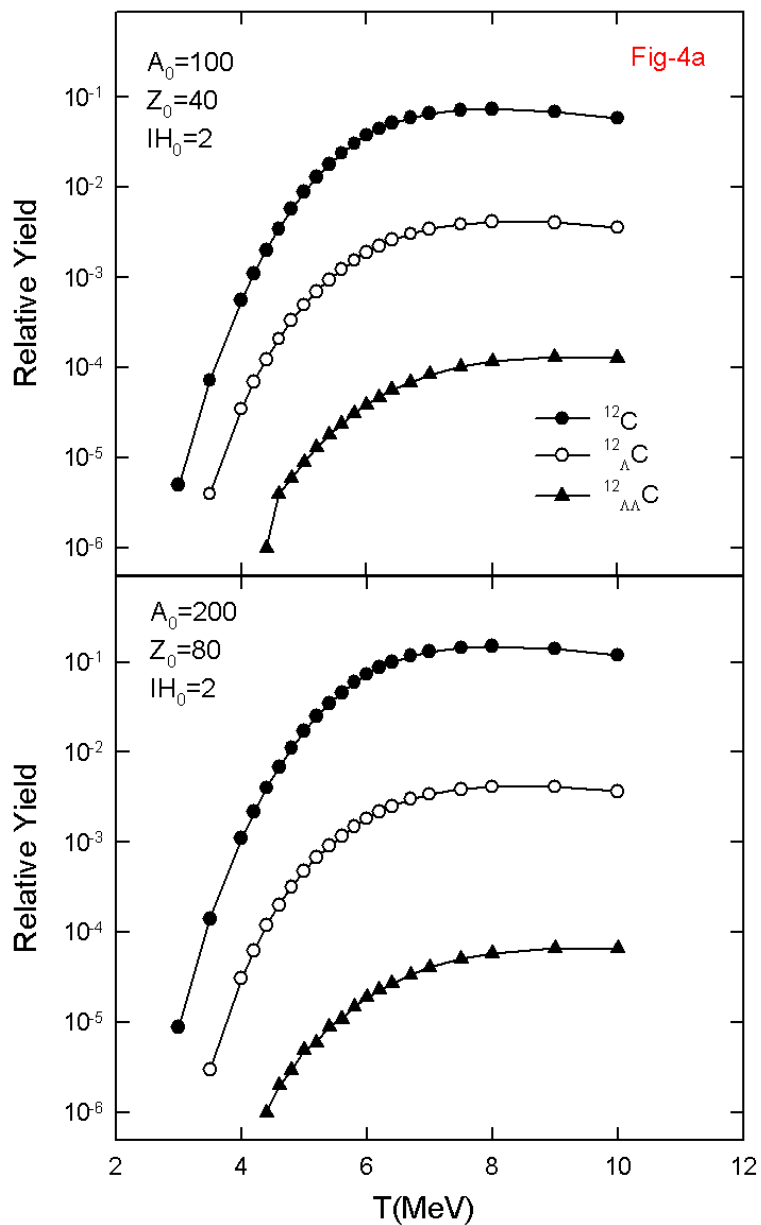 A₀=100
Z₀=40
IH₀=2
Fig-4a
Relative Yield
10⁻¹
10⁻²
10⁻³
10⁻⁴
10⁻⁵
10⁻⁶
¹²C
¹²ΛC
¹²ΛΛC
A₀=200
Z₀=80
IH₀=2
Relative Yield
10⁻¹
10⁻²
10⁻³
10⁻⁴
10⁻⁵
10⁻⁶
2 4 6 8 10 12
T(MeV)